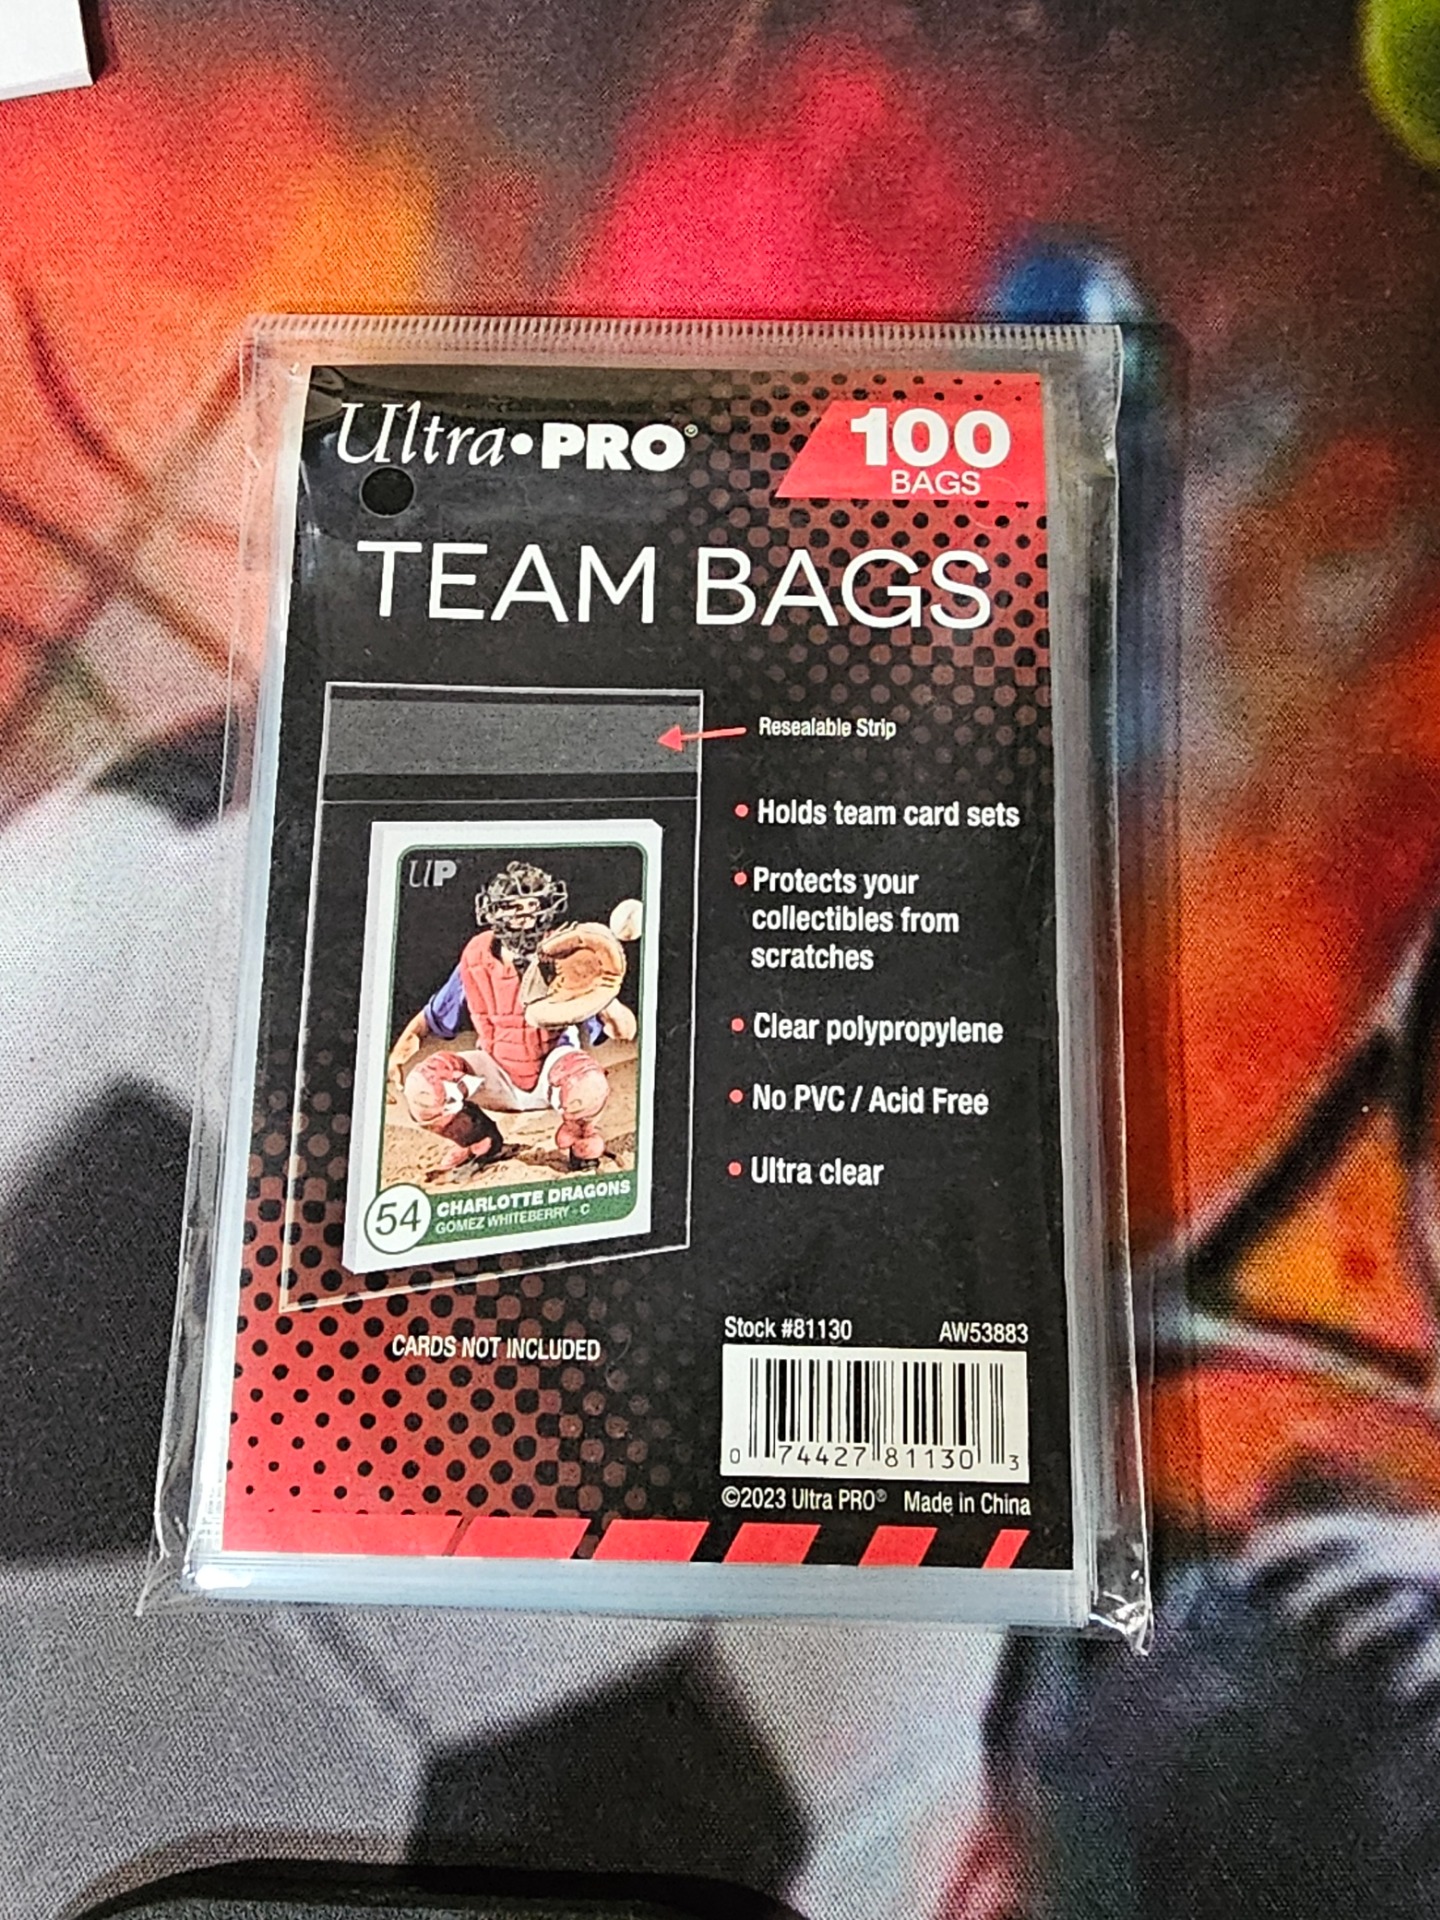 Ultra•PRO®
100
BAGS
TEAM BAGS
Resealable Strip
• Holds team card sets
• Protects your
collectibles from
scratches
• Clear polypropylene
• No PVC / Acid Free
• Ultra clear
UP
54
CHARLOTTE DRAGONS
GOMEZ WHITEBERRY - C
CARDS NOT INCLUDED
Stock #81130 AW53883
0 74427 81130 3
©2023 Ultra PRO® Made in China